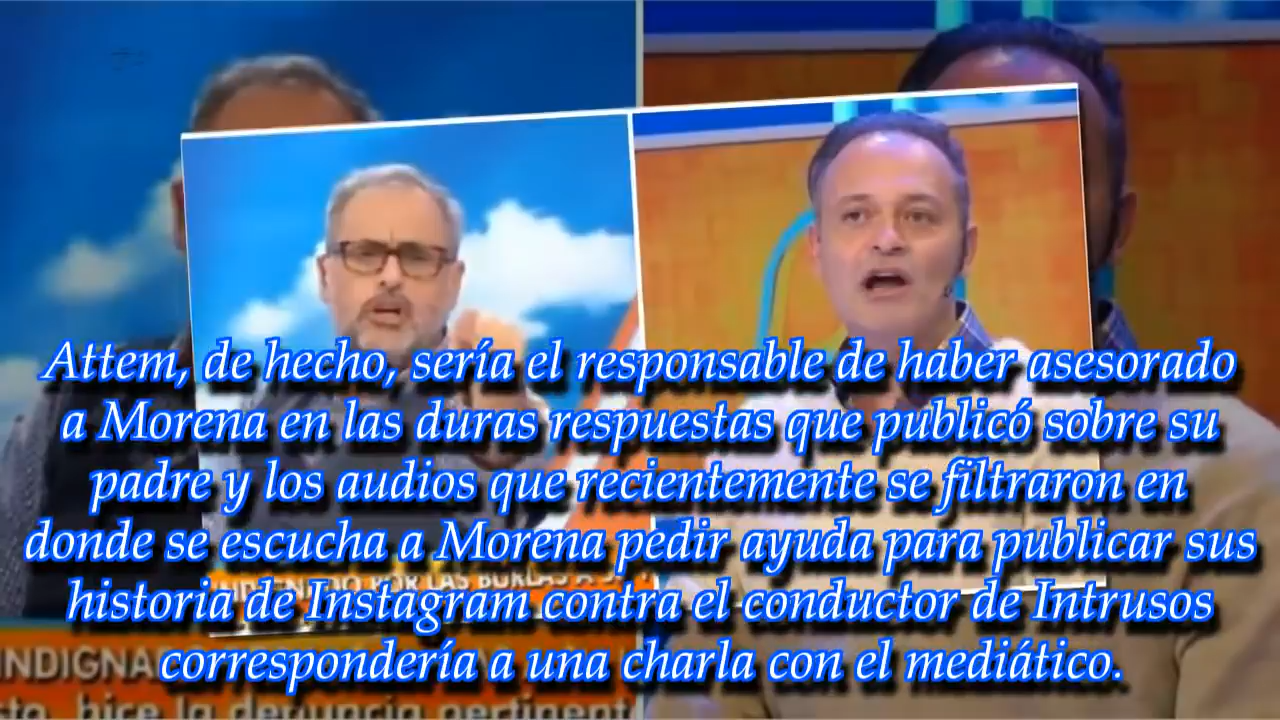 Attem, de hecho, sería el responsable de haber asesorado
a Morena en las duras respuestas que publicó sobre su
padre y los audios que recientemente se filtraron en
donde se escucha a Morena pedir ayuda para publicar sus
historia de Instagram contra el conductor de Intrusos
correspondería a una charla con el mediático.